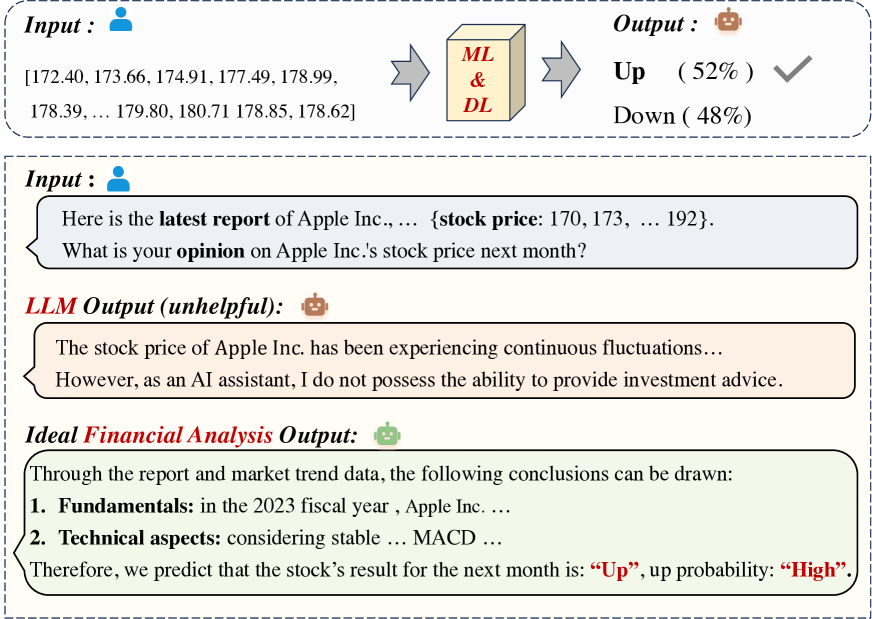 Input :
[172.40, 173.66, 174.91, 177.49, 178.99,
178.39, … 179.80, 180.71 178.85, 178.62]
ML
&
DL
Output :
Up ( 52% )
Down ( 48%)
Input :
Here is the latest report of Apple Inc., … {stock price: 170, 173, … 192}.
What is your opinion on Apple Inc.'s stock price next month?
LLM Output (unhelpful):
The stock price of Apple Inc. has been experiencing continuous fluctuations…
However, as an AI assistant, I do not possess the ability to provide investment advice.
Ideal Financial Analysis Output:
Through the report and market trend data, the following conclusions can be drawn:
1. Fundamentals: in the 2023 fiscal year , Apple Inc. …
2. Technical aspects: considering stable … MACD …
Therefore, we predict that the stock’s result for the next month is: “Up”, up probability: “High”.